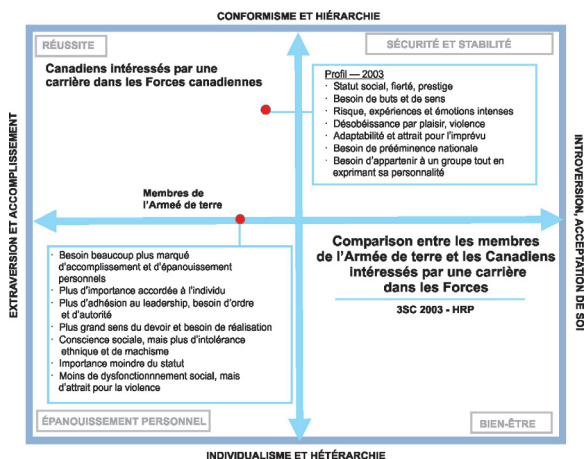 CONFORMISME ET HIÉRARCHIE
RÉUSSITE
SÉCURITÉ ET STABILITÉ
Canadiens intéressés par une
carrière dans les Forces canadiennes
Profil — 2003
· Statut social, fierté, prestige
· Besoin de buts et de sens
· Risque, expériences et émotions intenses
· Désobéissance par plaisir, violence
· Adaptabilité et attrait pour l'imprévu
· Besoin de prééminence nationale
· Besoin d'appartenir à un groupe tout en
exprimant sa personnalité
EXTRAVERSION ET ACCOMPLISSEMENT
INTROVERSION, ACCEPTATION DE SOI
Membres de
l'Armeé de terre
· Besoin beaucoup plus marqué
d'accomplissement et d'épanouissement
personnels
· Plus d'importance accordée à l'individu
· Plus d'adhésion au leadership, besoin d'ordre
et d'autorité
· Plus grand sens du devoir et besoin de réalisation
· Conscience sociale, mais plus d'intolérance
ethnique et de machisme
· Importance moindre du statut
· Moins de dysfonctionnnement social, mais
d'attrait pour la violence
Comparison entre les membres
de l'Armée de terre et les Canadiens
intéressés par une carrière
dans les Forces
3SC 2003 - HRP
ÉPANOUISSEMENT PERSONNEL
BIEN-ÊTRE
INDIVIDUALISME ET HÉTÉRARCHIE